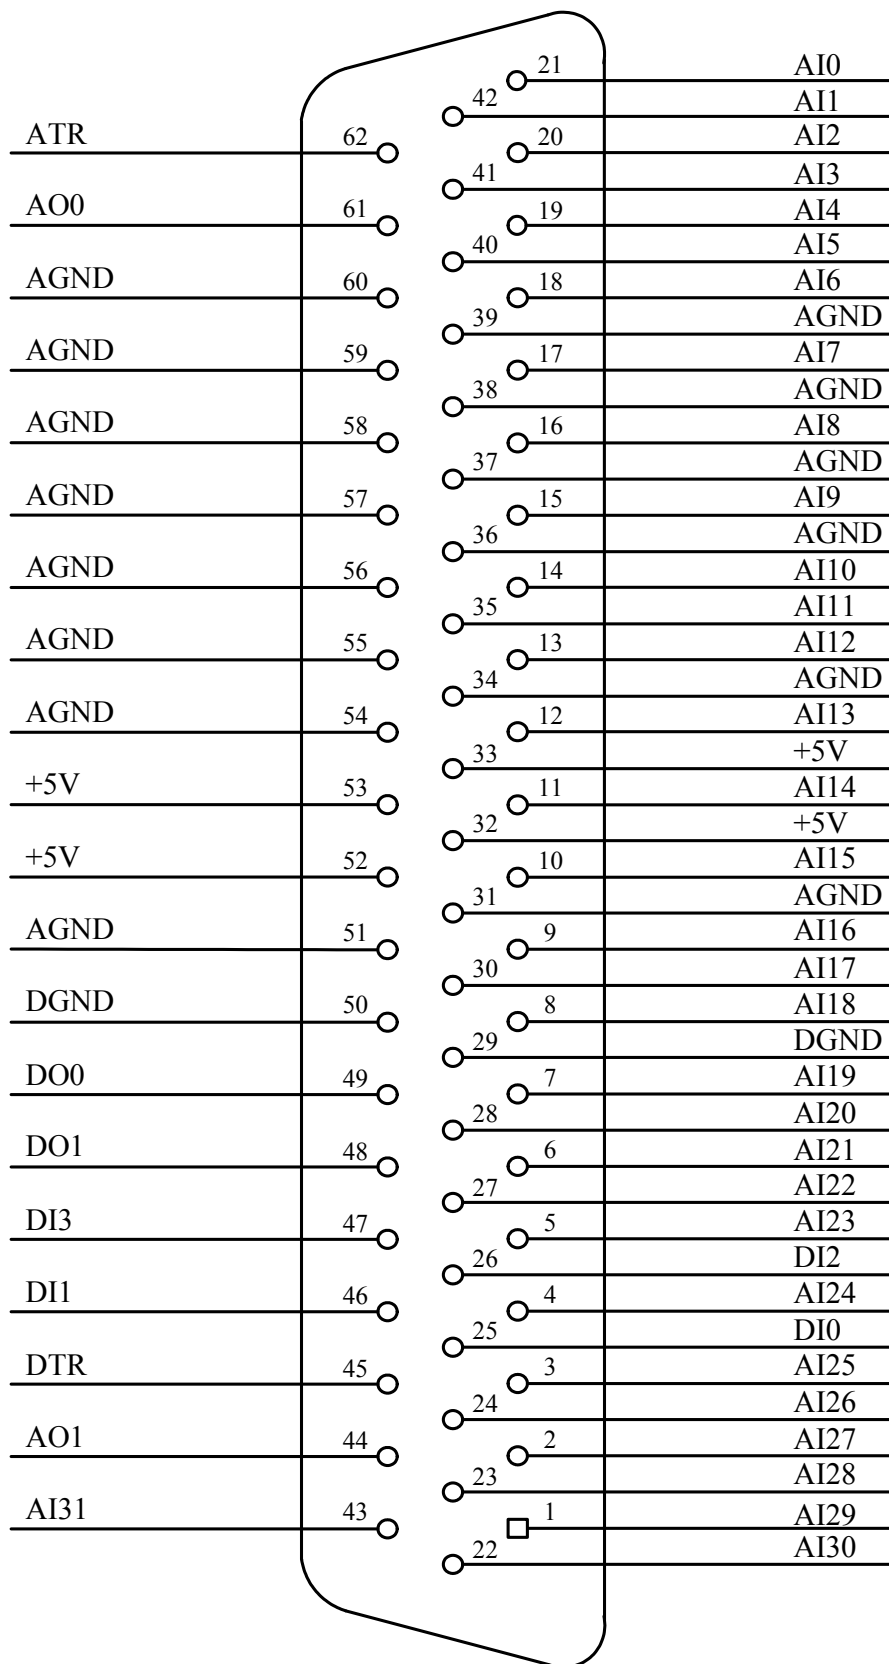 21 AI0
42 AI1
ATR 62 20 AI2
41 AI3
AO0 61 19 AI4
40 AI5
AGND 60 18 AI6
39 AGND
AGND 59 17 AI7
38 AGND
AGND 58 16 AI8
37 AGND
AGND 57 15 AI9
36 AGND
AGND 56 14 AI10
35 AI11
AGND 55 13 AI12
34 AGND
AGND 54 12 AI13
33 +5V
+5V 53 11 AI14
32 +5V
+5V 52 10 AI15
31 AGND
AGND 51 9 AI16
30 AI17
DGND 50 8 AI18
29 DGND
DO0 49 7 AI19
28 AI20
DO1 48 6 AI21
27 AI22
DI3 47 5 AI23
26 DI2
DI1 46 4 AI24
25 DI0
DTR 45 3 AI25
24 AI26
AO1 44 2 AI27
23 AI28
AI31 43 1 AI29
22 AI30